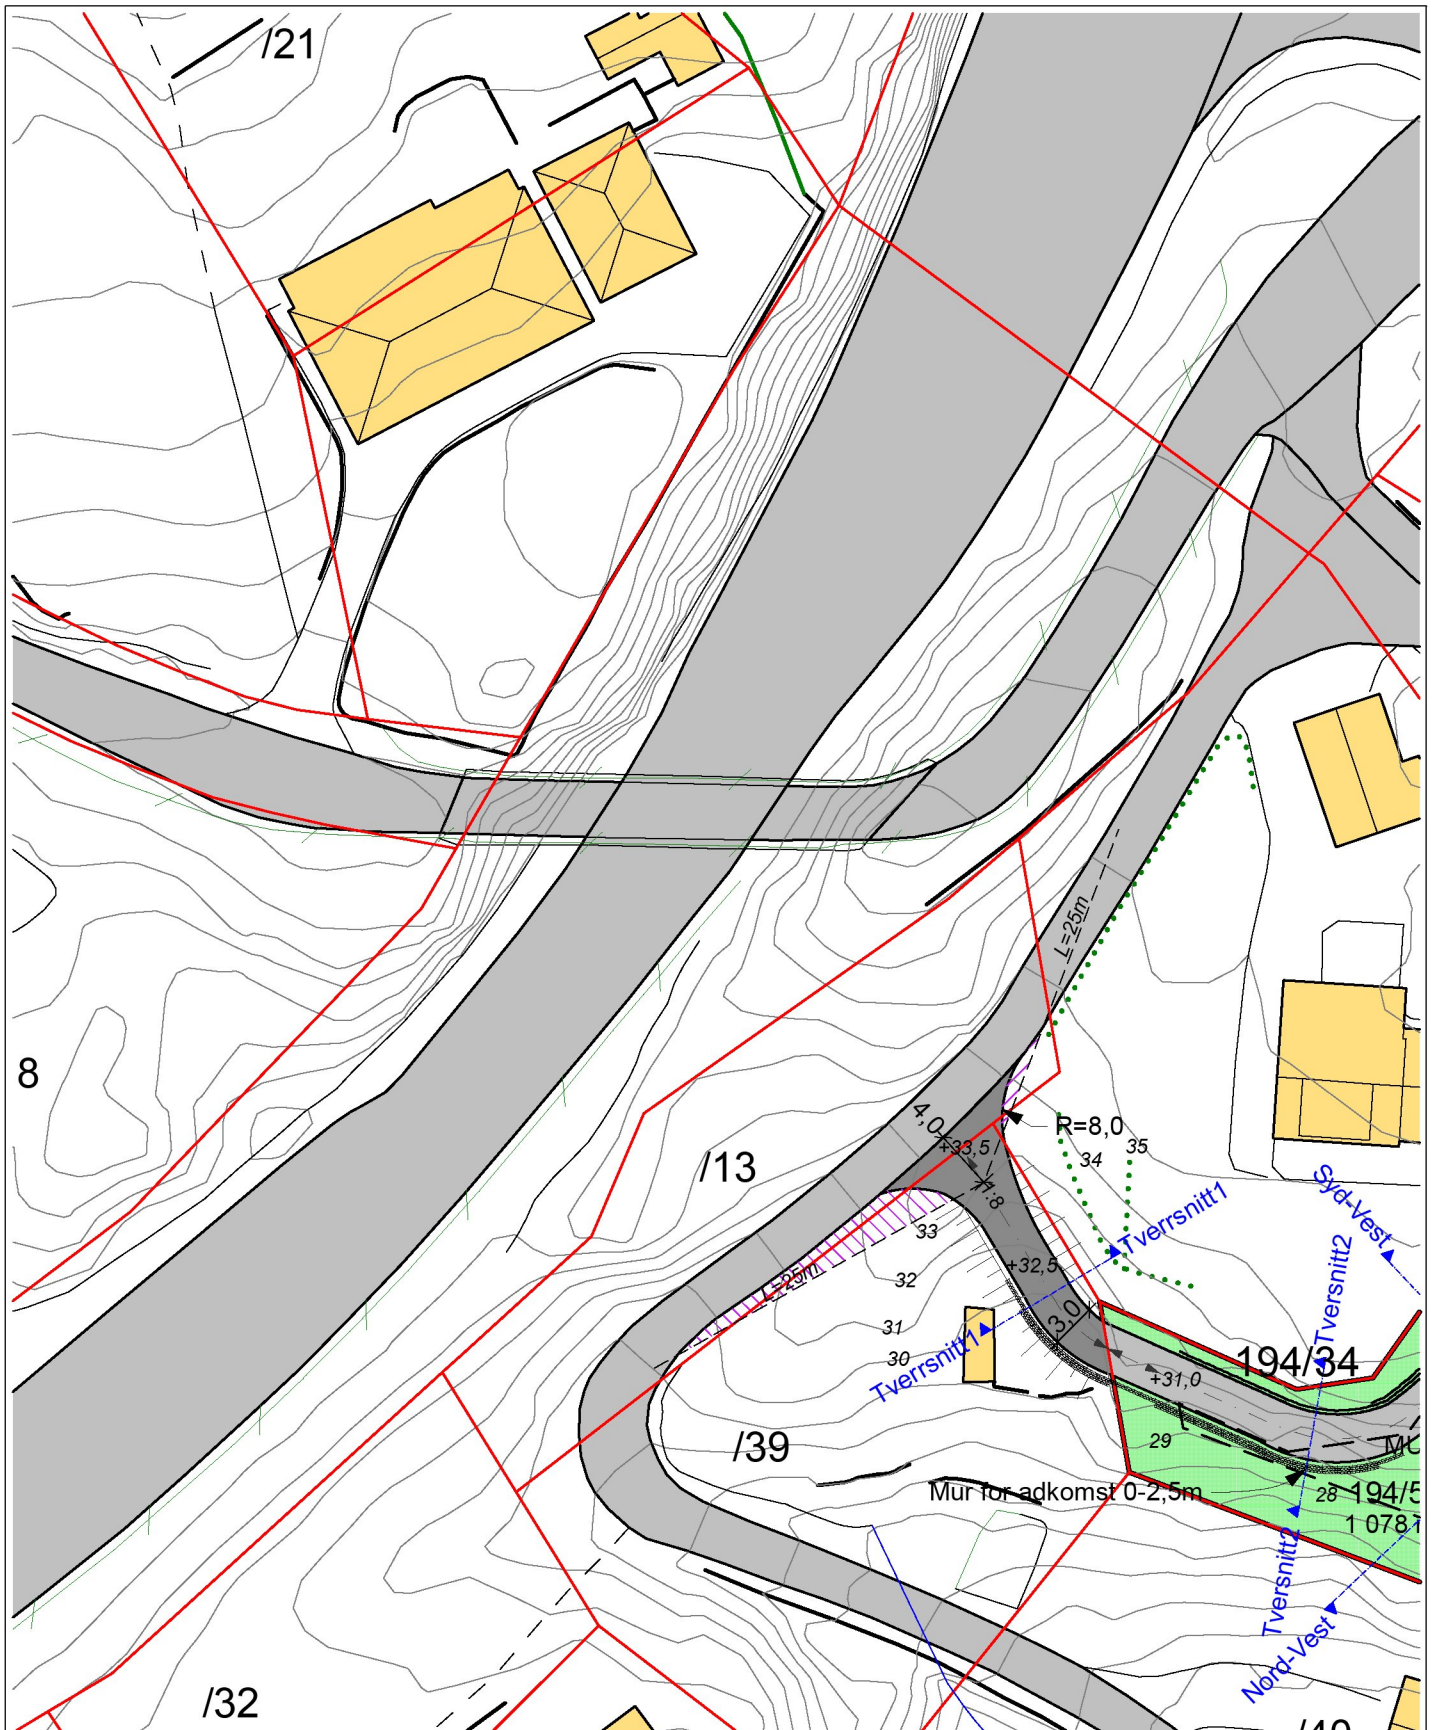 /21
L=25m
8
4,0
R=8,0
+33,5
35
34
/13
1:8
Syd-Vest
Tverrsnitt1
33
Tversnitt2
+32,5
L=25m
32
3,0
31
30
Tverrsnitt1
194/34
+31,0
/39
29
MU
Mur for adkomst 0-2,5m
28
194/5
1 078
Tversnitt2
Nord-Vest
/32